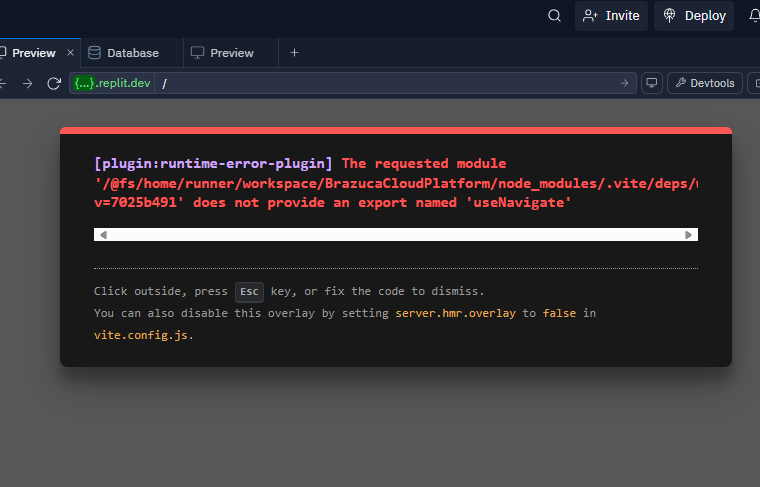 Invite
Deploy
Preview
Database
Preview
{...}.replit.dev
/
Devtools
[plugin:runtime-error-plugin] The requested module
'/@fs/home/runner/workspace/BrazucaCloudPlatform/node_modules/.vite/deps/
v=7025b491' does not provide an export named 'useNavigate'
Click outside, press Esc key, or fix the code to dismiss.
You can also disable this overlay by setting server.hmr.overlay to false in
vite.config.js.